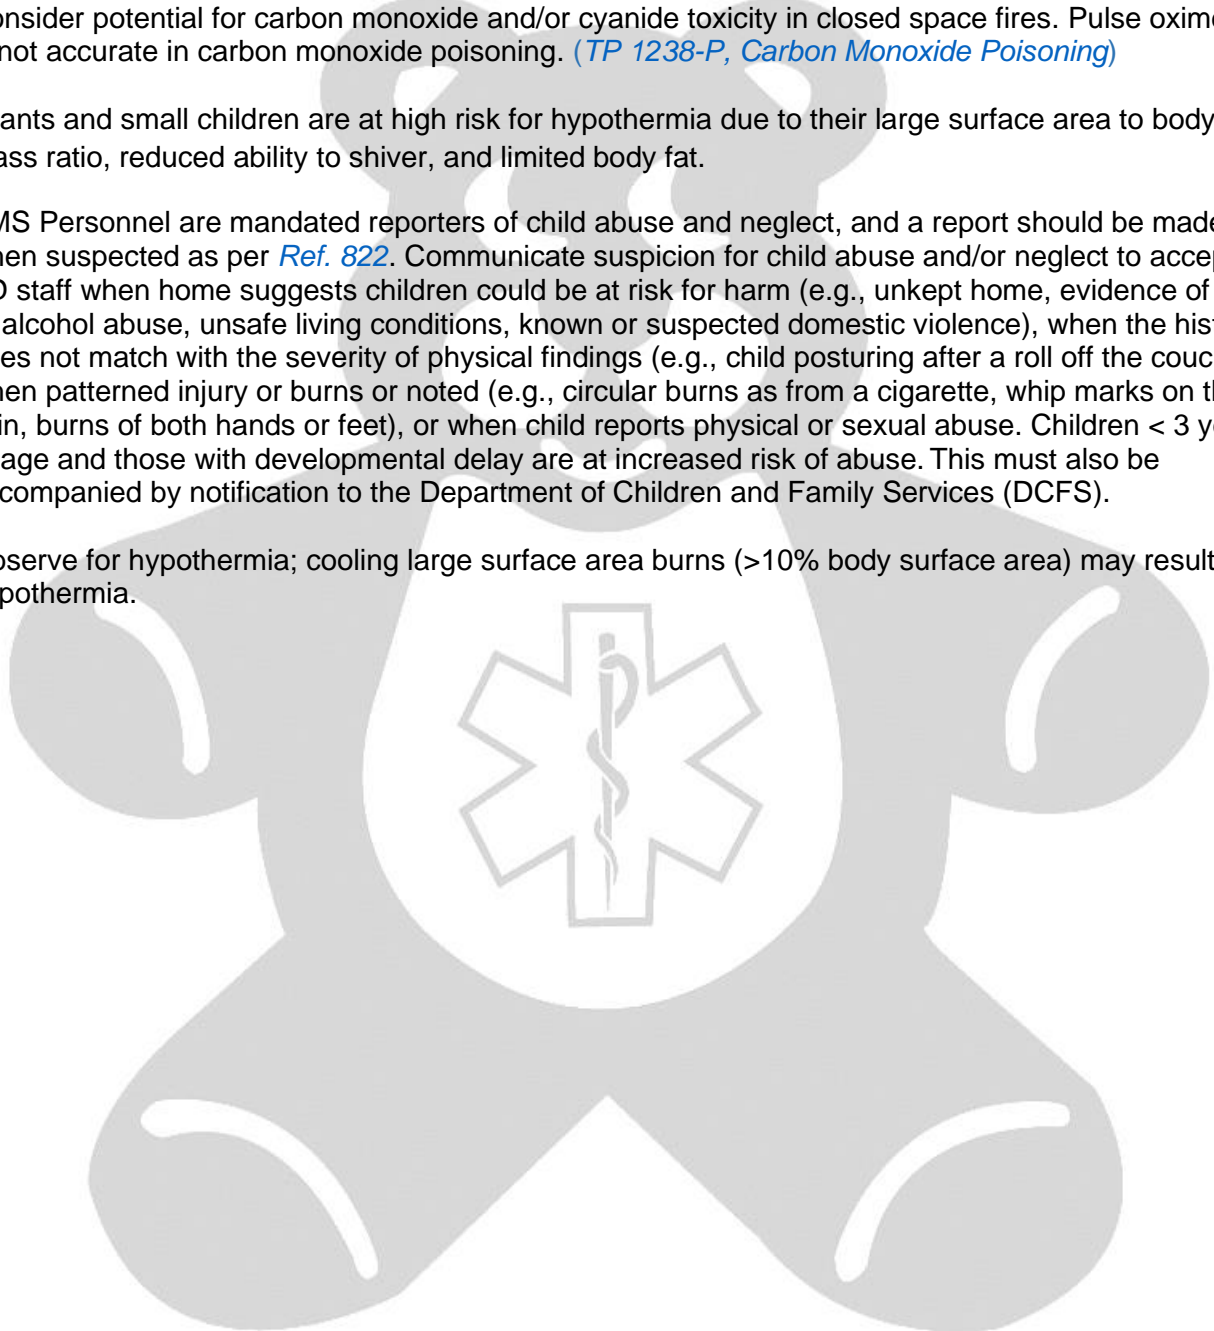 onsider potential for carbon monoxide and/or cyanide toxicity in closed space fires. Pulse oxime
not accurate in carbon monoxide poisoning. (TP 1238-P, Carbon Monoxide Poisoning)
ants and small children are at high risk for hypothermia due to their large surface area to body
ass ratio, reduced ability to shiver, and limited body fat.
MS Personnel are mandated reporters of child abuse and neglect, and a report should be made
hen suspected as per Ref. 822. Communicate suspicion for child abuse and/or neglect to accep
D staff when home suggests children could be at risk for harm (e.g., unkept home, evidence of
alcohol abuse, unsafe living conditions, known or suspected domestic violence), when the hist
es not match with the severity of physical findings (e.g., child posturing after a roll off the couc
hen patterned injury or burns or noted (e.g., circular burns as from a cigarette, whip marks on th
in, burns of both hands or feet), or when child reports physical or sexual abuse. Children < 3 ye
age and those with developmental delay are at increased risk of abuse. This must also be
companied by notification to the Department of Children and Family Services (DCFS).
bserve for hypothermia; cooling large surface area burns (>10% body surface area) may result
pothermia.